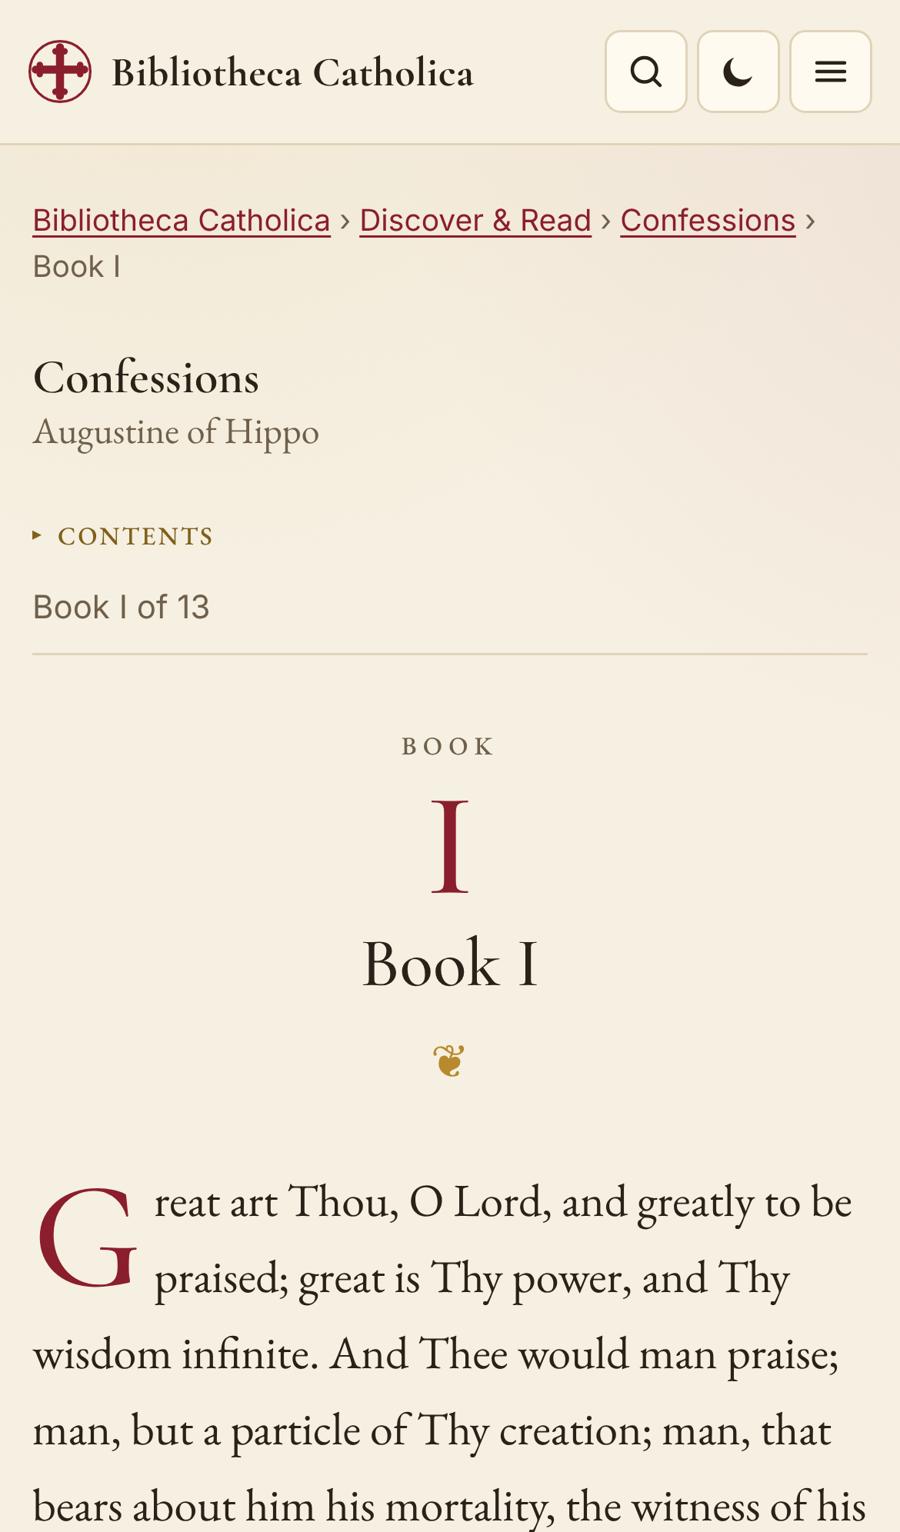 Bibliotheca Catholica
Bibliotheca Catholica › Discover & Read › Confessions ›
Book I
Confessions
Augustine of Hippo
▸ CONTENTS
Book I of 13
BOOK
I
Book I
❦
Great art Thou, O Lord, and greatly to be
praised; great is Thy power, and Thy
wisdom infinite. And Thee would man praise;
man, but a particle of Thy creation; man, that
bears about him his mortality, the witness of his